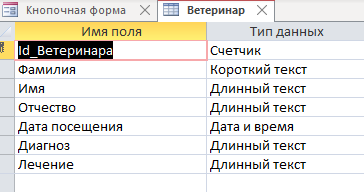 Кнопочная форма Ветеринар
Имя поля Тип данных
Id_Ветеринара Счетчик
Фамилия Короткий текст
Имя Длинный текст
Отчество Длинный текст
Дата посещения Дата и время
Диагноз Длинный текст
Лечение Длинный текст